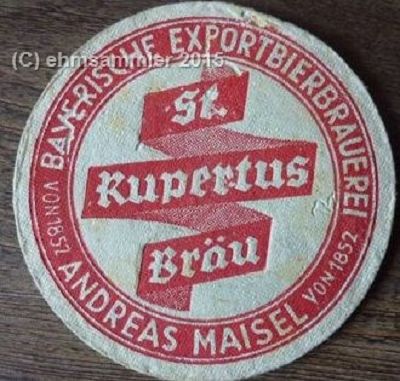 (C) ehmsammler 2015
BAYERISCHE EXPORTBIERBRAUEREI
St.
Rupertus
Bräu
VON 1852 ANDREAS MAISEL VON 1852